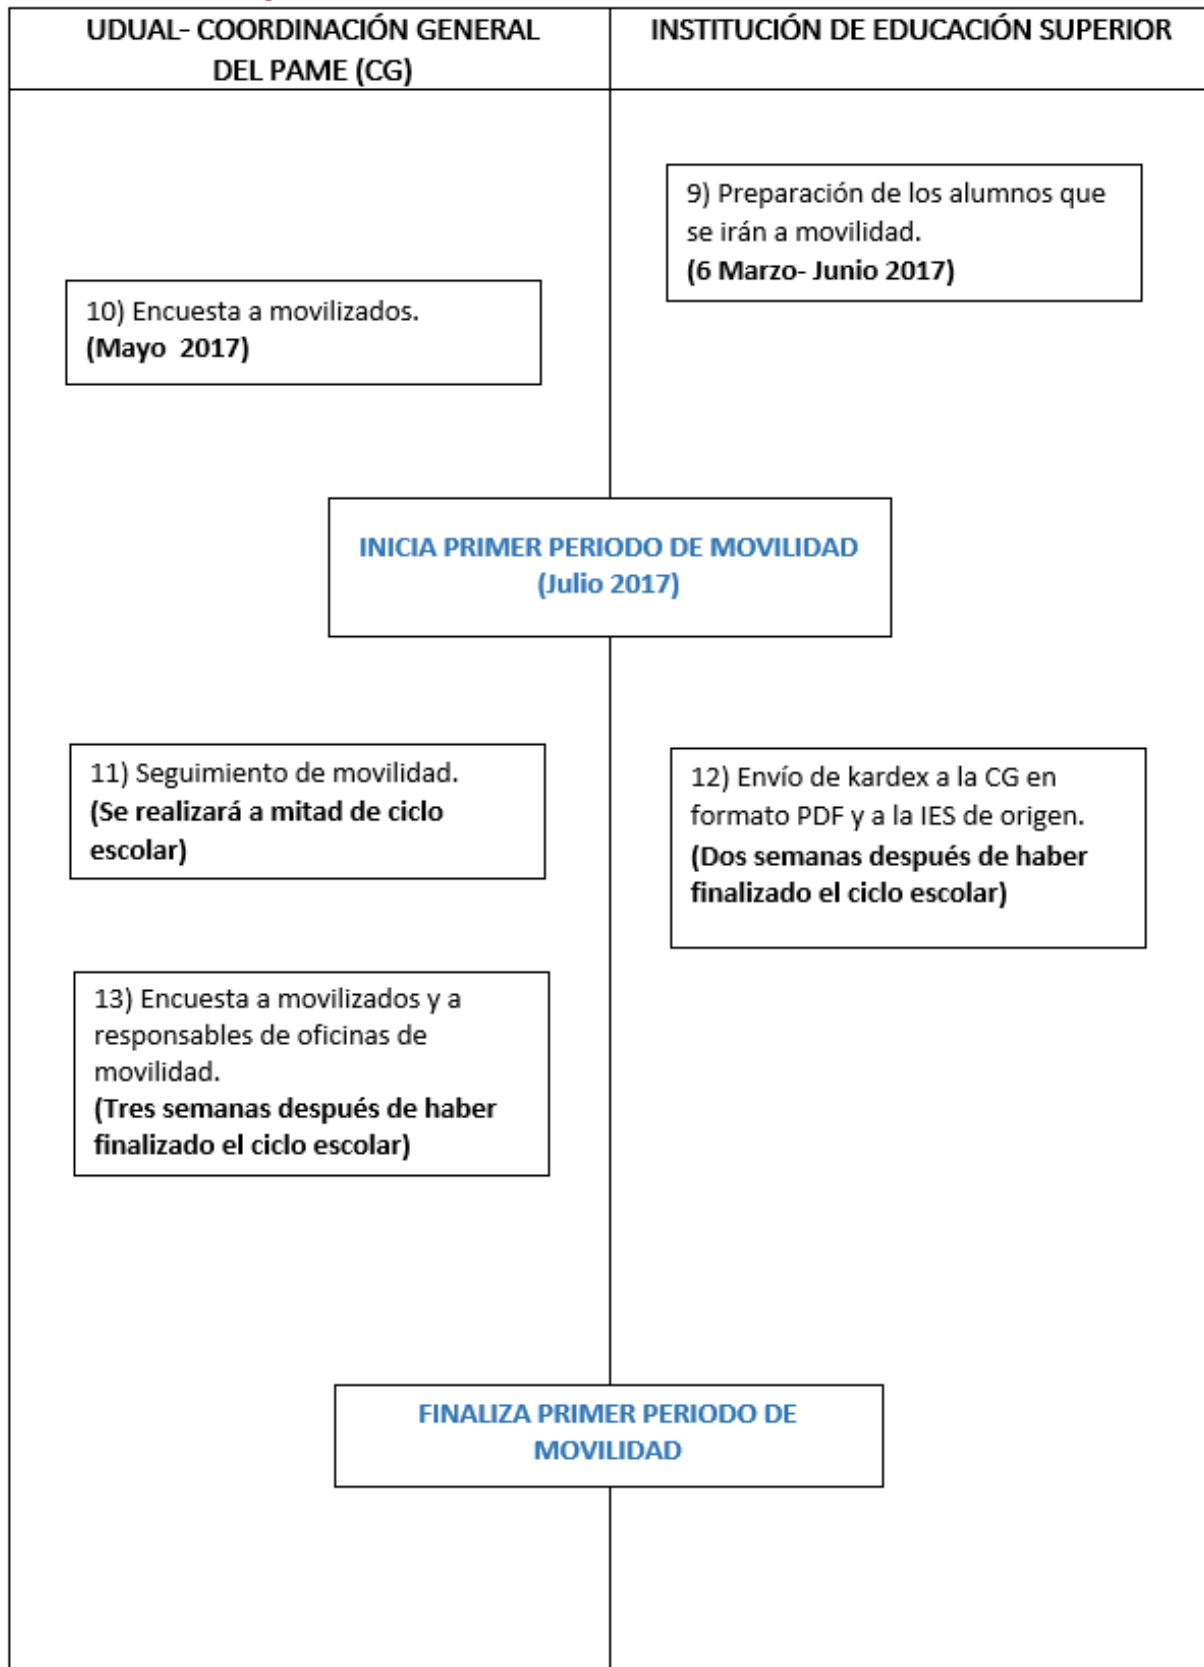 UDUAL- COORDINACIÓN GENERAL
DEL PAME (CG)
INSTITUCIÓN DE EDUCACIÓN SUPERIOR
9) Preparación de los alumnos que
se irán a movilidad.
(6 Marzo- Junio 2017)
10) Encuesta a movilizados.
(Mayo  2017)
INICIA PRIMER PERIODO DE MOVILIDAD
(Julio 2017)
11) Seguimiento de movilidad.
(Se realizará a mitad de ciclo
escolar)
12) Envío de kardex a la CG en
formato PDF y a la IES de origen.
(Dos semanas después de haber
finalizado el ciclo escolar)
13) Encuesta a movilizados y a
responsables de oficinas de
movilidad.
(Tres semanas después de haber
finalizado el ciclo escolar)
FINALIZA PRIMER PERIODO DE
MOVILIDAD